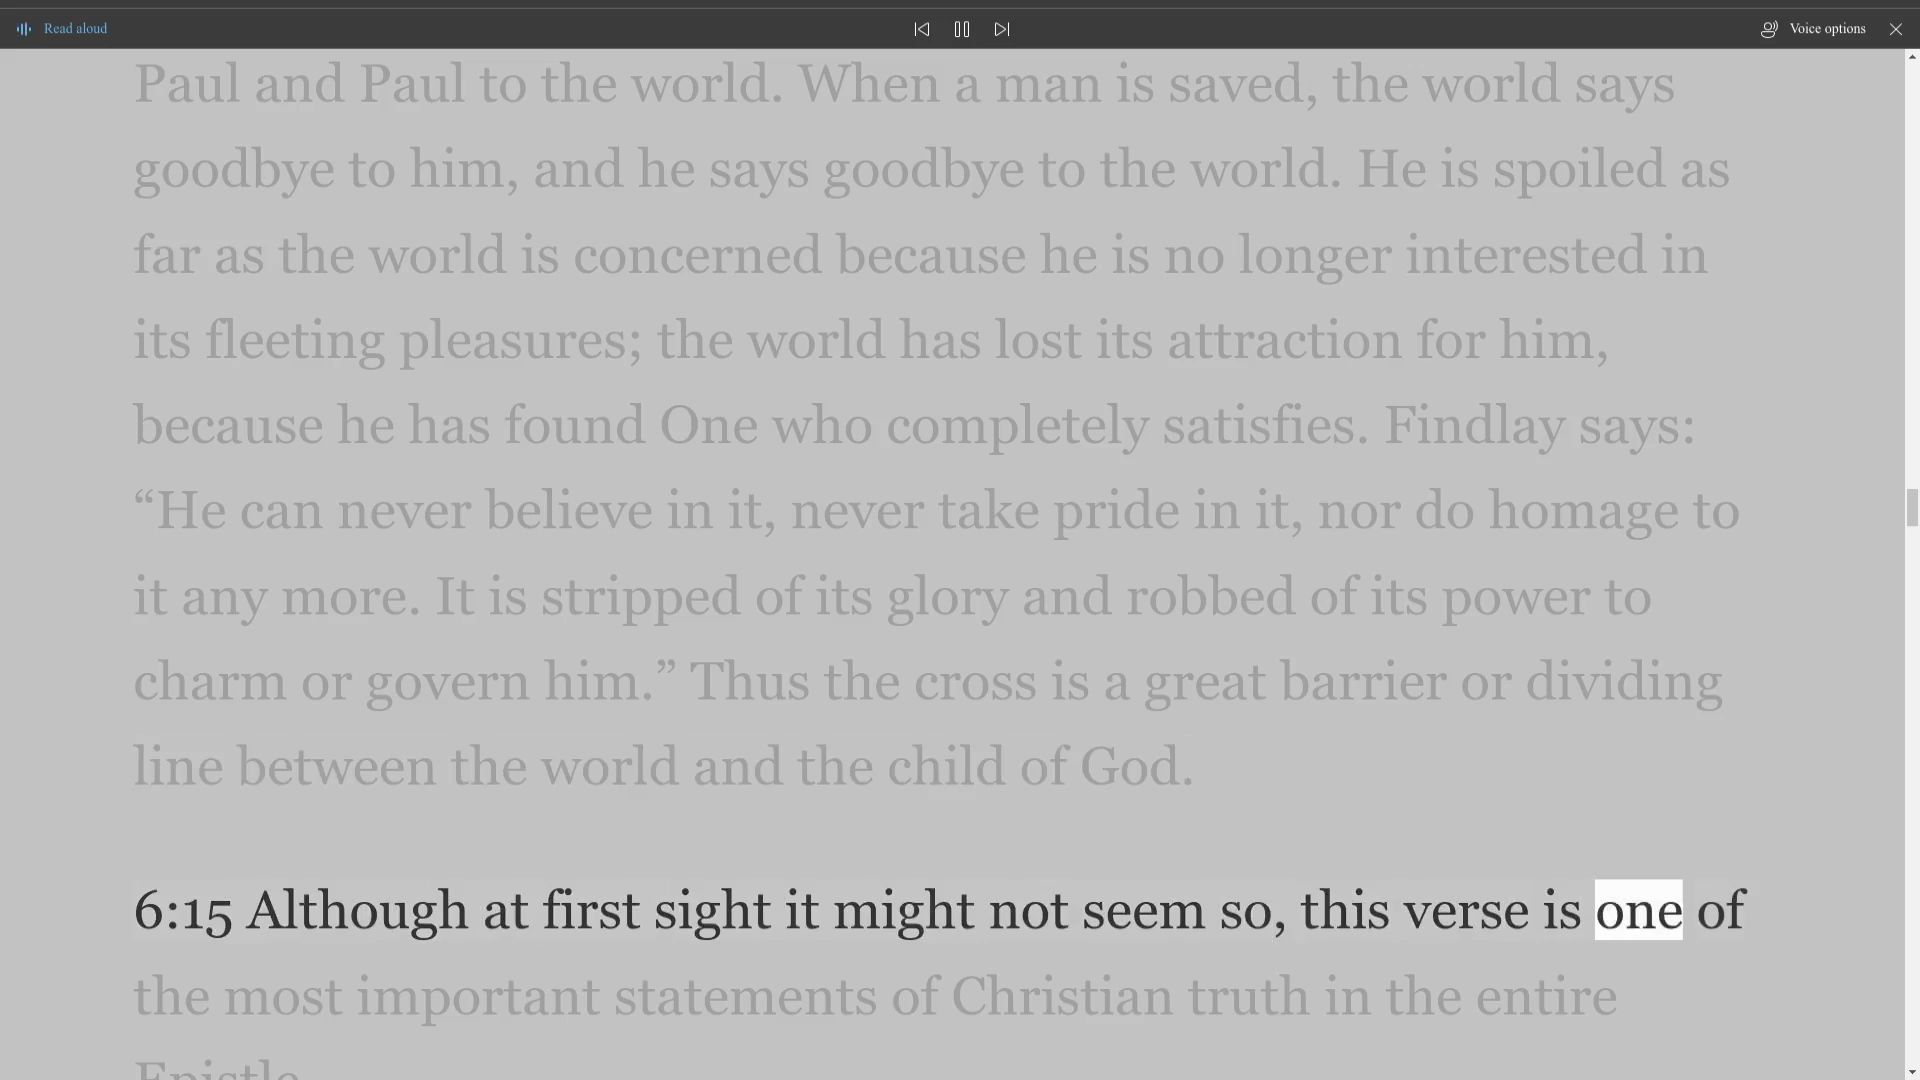 Read aloud
Voice options
Paul and Paul to the world. When a man is saved, the world says
goodbye to him, and he says goodbye to the world. He is spoiled as
far as the world is concerned because he is no longer interested in
its fleeting pleasures; the world has lost its attraction for him,
because he has found One who completely satisfies. Findlay says:
“He can never believe in it, never take pride in it, nor do homage to
it any more. It is stripped of its glory and robbed of its power to
charm or govern him.” Thus the cross is a great barrier or dividing
line between the world and the child of God.
6:15 Although at first sight it might not seem so, this verse is one of
the most important statements of Christian truth in the entire
Epistle